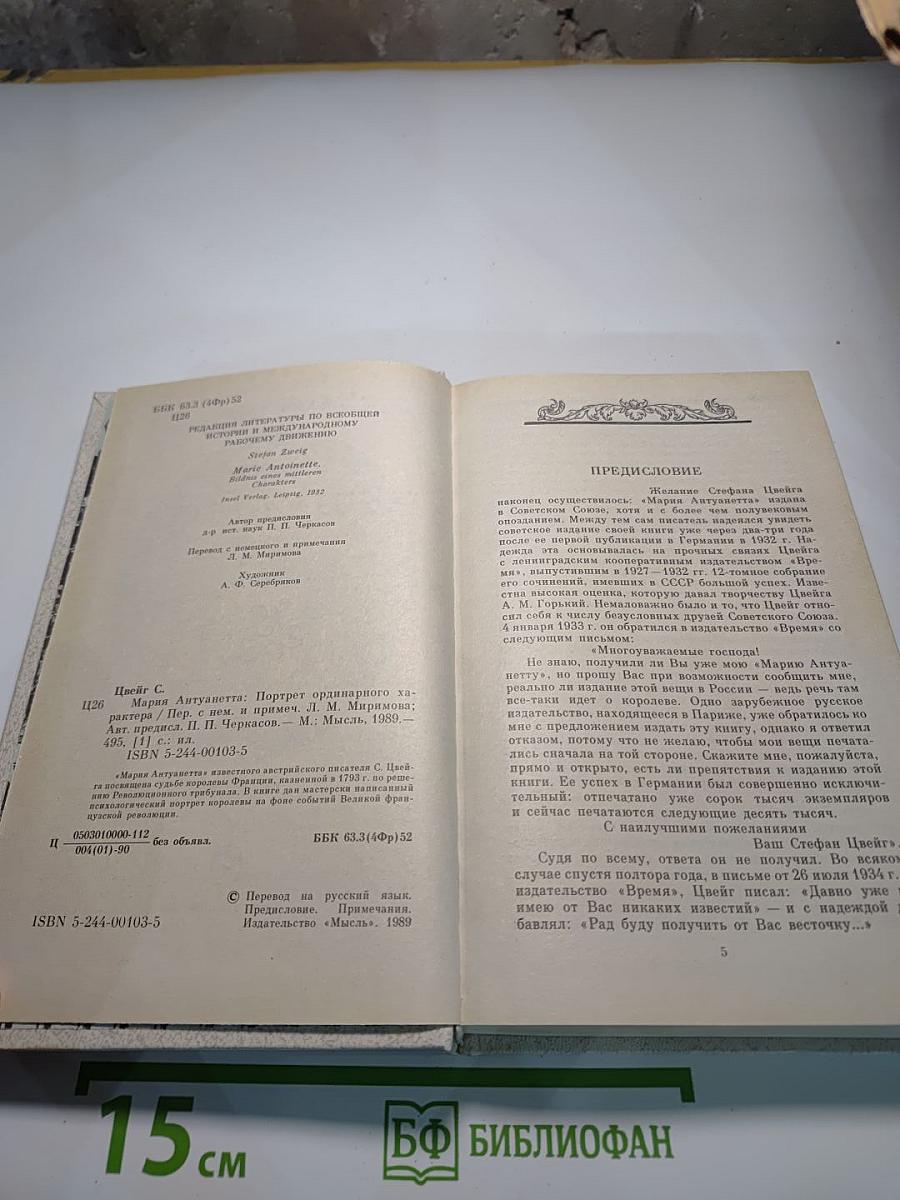 ББК 63.3 (4Фр) 52
Ц26
РЕДАКЦИЯ ЛИТЕРАТУРЫ ПО ВСЕОБЩЕЙ
ИСТОРИИ И МЕЖДУНАРОДНОМУ
РАБОЧЕМУ ДВИЖЕНИЮ
Stefan Zweig
Marie Antoinette.
Bildnis eines mittleren
Charakters
Insel Verlag. Leipzig, 1932
Автор предисловия
д-р ист. наук П. П. Черкасов
Перевод с немецкого и примечания
Л. М. Миримова
Художник
А. Ф. Серебряков
Цвейг С.
Ц26 Мария Антуанетта: Портрет ординарного ха-
рактера / Пер. с нем. и примеч. Л. М. Миримова;
Авт. предисл. П. П. Черкасов.— М.: Мысль, 1989.—
495, [1] с.: ил.
ISBN 5-244-00103-5
«Мария Антуанетта» известного австрийского писателя С. Цвей-
га посвящена судьбе королевы Франции, казненной в 1793 г. по реше-
нию Революционного трибунала. В книге дан мастерски написанный
психологический портрет королевы на фоне событий Великой фран-
цузской революции.
Ц 0503010000-112
004(01)-90 без объявл.
ББК 63.3(4Фр)52
© Перевод на русский язык.
Предисловие. Примечания.
Издательство «Мысль». 1989
ISBN 5-244-00103-5
ПРЕДИСЛОВИЕ
Желание Стефана Цвейга
наконец осуществилось: «Мария Антуанетта» издана
в Советском Союзе, хотя и с более чем полувековым
опозданием. Между тем сам писатель надеялся увидеть
советское издание своей книги уже через два-три года
после ее первой публикации в Германии в 1932 г. На-
дежда эта основывалась на прочных связях Цвейга
с ленинградским кооперативным издательством «Вре-
мя», выпустившим в 1927—1932 гг. 12-томное собрание
его сочинений, имевших в СССР большой успех. Изве-
стна высокая оценка, которую давал творчеству Цвейга
А. М. Горький. Немаловажно было и то, что Цвейг отно-
сил себя к числу безусловных друзей Советского Союза.
4 января 1933 г. он обратился в издательство «Время» со
следующим письмом:
«Многоуважаемые господа!
Не знаю, получили ли Вы уже мою «Марию Антуа-
нетту», но прошу Вас при возможности сообщить мне,
реально ли издание этой вещи в России — ведь речь там
все-таки идет о королеве. Одно зарубежное русское
издательство, находящееся в Париже, уже обратилось ко
мне с предложением издать эту книгу, однако я ответил
отказом, потому что не желаю, чтобы мои вещи печата-
лись сначала на той стороне. Скажите мне, пожалуйста,
прямо и открыто, есть ли препятствия к изданию этой
книги. Ее успех в Германии был совершенно исключи-
тельный: отпечатано уже сорок тысяч экземпляров
и сейчас печатаются следующие десять тысяч.
С наилучшими пожеланиями
Ваш Стефан Цвейг».
Судя по всему, ответа он не получил. Во всяком
случае спустя полтора года, в письме от 26 июля 1934 г.
издательство «Время», Цвейг писал: «Давно уже
имею от Вас никаких известий» — и с надеждой
бавлял: «Рад буду получить от Вас весточку...»
5
15 см
БФ БИБЛИОФАН